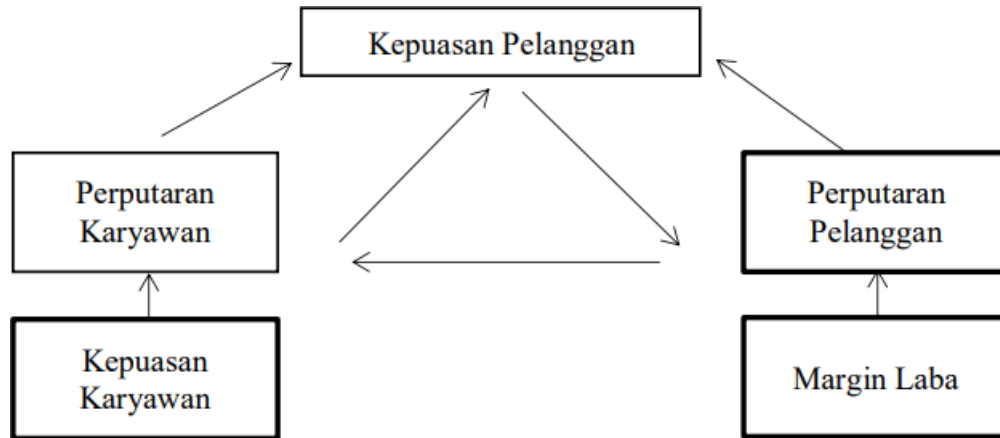 Kepuasan Pelanggan
Perputaran
Karyawan
Perputaran
Pelanggan
Kepuasan
Karyawan
Margin Laba